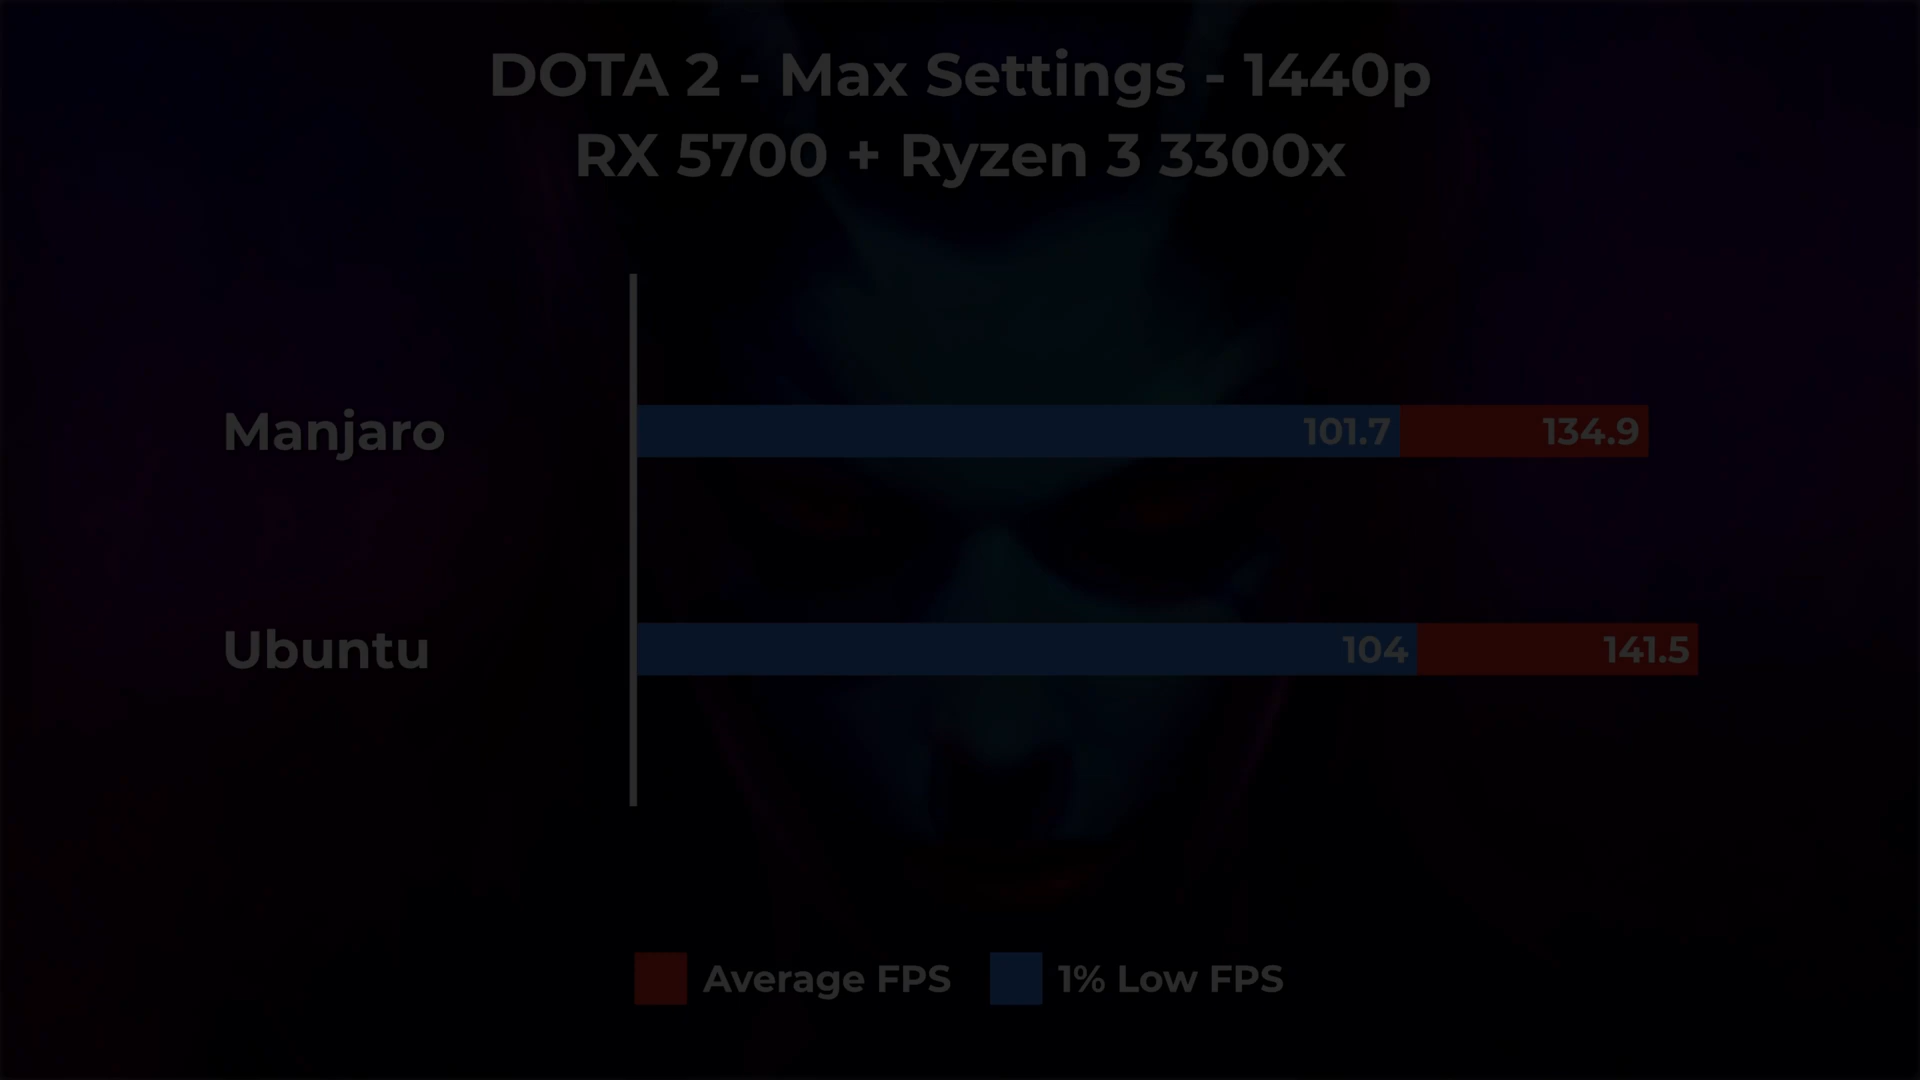 DOTA 2 - Max Settings - 1440p
RX 5700 + Ryzen 3 3300x
Manjaro 101.7 134.9
Ubuntu 104 141.5
Average FPS 1% Low FPS